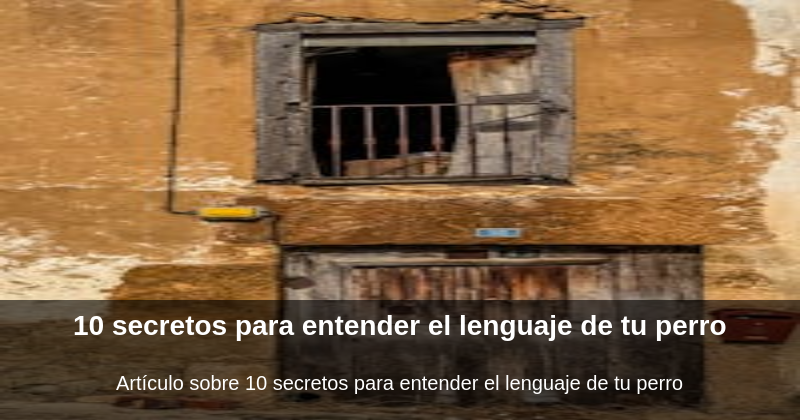 10 secretos para entender el lenguaje de tu perro
Artículo sobre 10 secretos para entender el lenguaje de tu perro